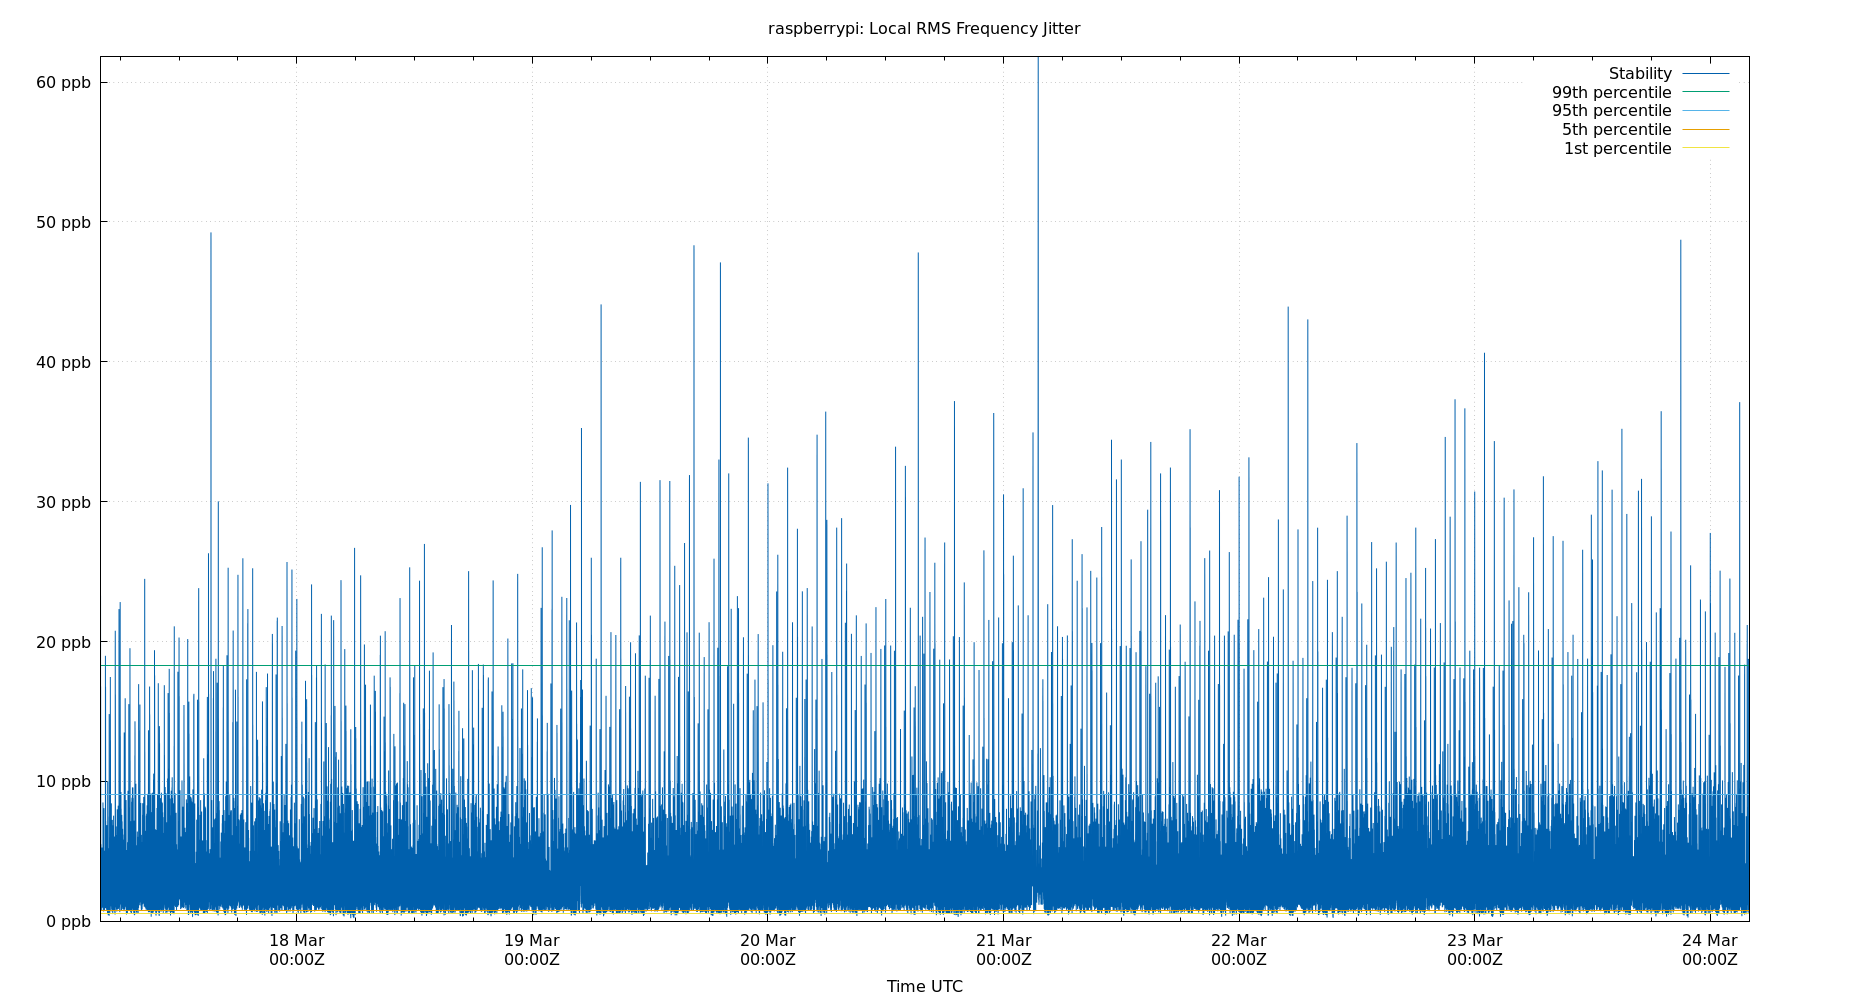 raspberrypi: Local RMS Frequency Jitter
Stability
99th percentile
95th percentile
5th percentile
1st percentile
60 ppb
50 ppb
40 ppb
30 ppb
20 ppb
10 ppb
0 ppb
18 Mar 19 Mar 20 Mar 21 Mar 22 Mar 23 Mar 24 Mar
00:00Z 00:00Z 00:00Z 00:00Z 00:00Z 00:00Z 00:00Z
Time UTC